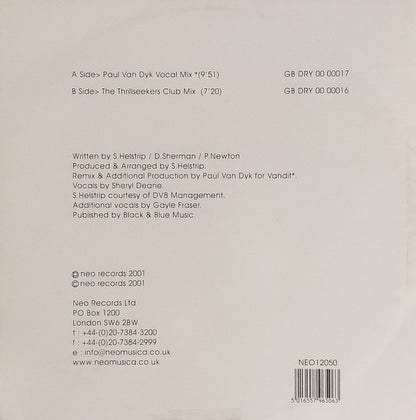 A Side> Paul Van Dyk Vocal Mix *(9'51) GB DRY 00 00017
B Side> The Thrillseekers Club Mix (7'20) GB DRY 00 00016
Written by S.Helstrip / D.Sherman / P.Newton
Produced & Arranged by S.Helstrip.
Remix & Additional Production by Paul Van Dyk for Vandit*.
Vocals by Sheryl Deane.
S.Helstrip courtesy of DVB Management.
Additional vocals by Gayle Fraser.
Published by Black & Blue Music.
℗ neo records 2001
© neo records 2001
Neo Records Ltd
PO Box 1200
London SW6 2BW
t : +44-(0)20-7384-3200
f : +44-(0)20-7384-2999
e : info@neomusica.co.uk
www.neomusica.co.uk
NEO12050
5 016557 965063